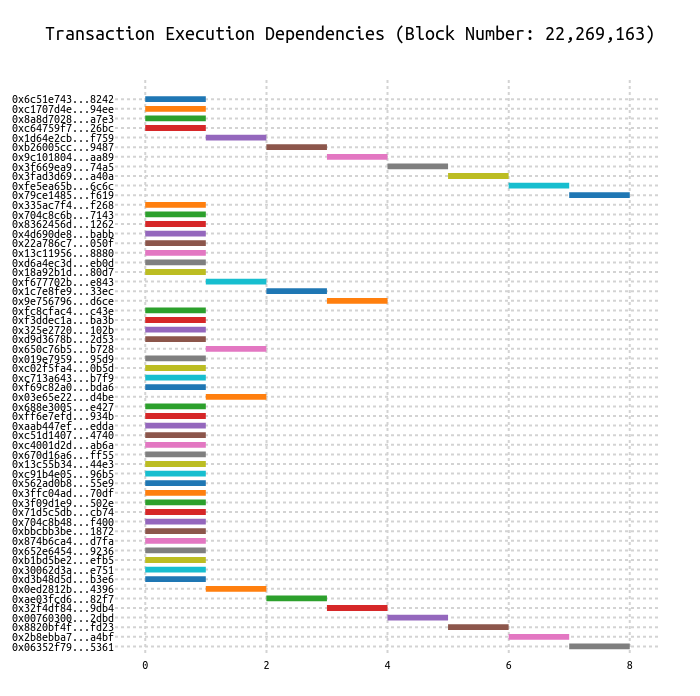 Transaction Execution Dependencies (Block Number: 22,269,163)
0x6c51e743...8242
0xc1707d4e...94ee
0x8a8d7028...a7e3
0xc64759f7...26bc
0x1d64e2cb...f759
0xb26005cc...9487
0x9c101804...aa89
0x3f669ea9...74a5
0x3fad3d69...a40a
0xfe5ea65b...6c6c
0x79ce1485...f619
0x335ac7f4...f268
0x704c8c6b...7143
0x8362456d...1262
0x4d690de8...babb
0x22a786c7...050f
0x13c11956...8880
0xd6a4ec3d...eb0d
0x18a92b1d...80d7
0xf677702b...e843
0x1c7e8fe9...33ec
0x9e756796...d6ce
0xfc8cfac4...c43e
0xf3ddec1a...ba3b
0x325e2720...102b
0xd9d3678b...2d53
0x650c76b5...b728
0x019e7959...95d9
0xc02f5fa4...0b5d
0xc713a643...b7f9
0xf69c82a0...bda6
0x03e65e22...d4be
0x688e3005...e427
0xff6e7efd...934b
0xaab447ef...edda
0xc51d1407...4740
0xc4001d2d...ab6a
0x670d16a6...ff55
0x13c55b34...44e3
0xc91b4e05...96b5
0x562ad0b8...55e9
0x3ffc04ad...70df
0x3f09d1e9...502e
0x71d5c5db...cb74
0x704c8b48...f400
0xbbcbb3be...1872
0x874b6ca4...d7fa
0x652e6454...9236
0xb1bd5be2...efb5
0x30062d3a...e751
0xd3b48d5d...b3e6
0x0ed2812b...4396
0xae03fcd6...82f7
0x32f4df84...9db4
0x00760300...2dbd
0x8820bf4f...fd23
0x2b8ebba7...a4bf
0x06352f79...5361
0 2 4 6 8